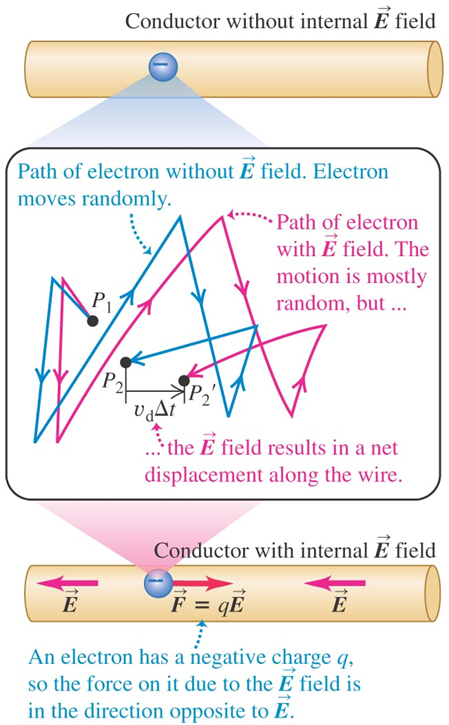 Conductor without internal E⃗ field
−
Path of electron without E⃗ field. Electron
moves randomly.
Path of electron
with E⃗ field. The
motion is mostly
random, but ...
P₁
P₂
P₂′
v_dΔt
... the E⃗ field results in a net
displacement along the wire.
Conductor with internal E⃗ field
−
E⃗
F⃗ = qE⃗
E⃗
An electron has a negative charge q,
so the force on it due to the E⃗ field is
in the direction opposite to E⃗.